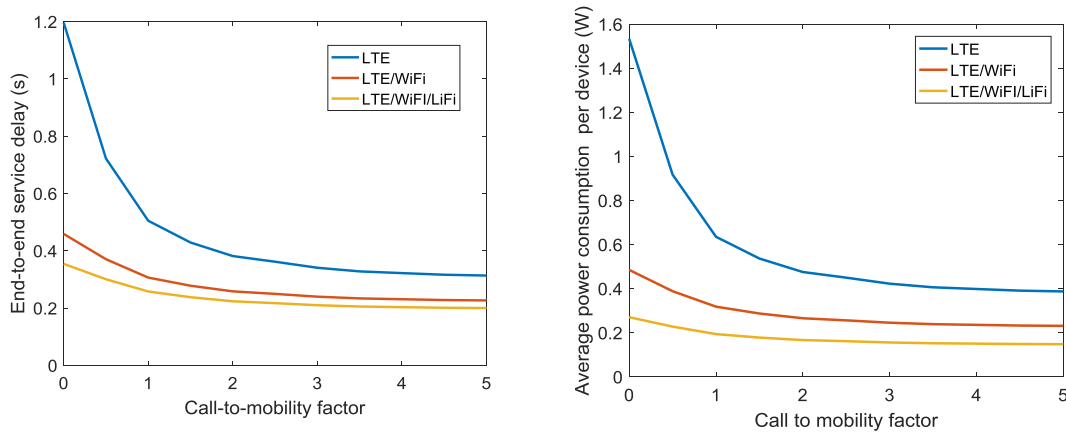 1.2
1
0.8
0.6
0.4
0.2
0
End-to-end service delay (s)
LTE
LTE/WiFi
LTE/WiFI/LiFi
0 1 2 3 4 5
Call-to-mobility factor
1.6
1.4
1.2
1
0.8
0.6
0.4
0.2
0
Average power consumption per device (W)
LTE
LTE/WiFi
LTE/WiFI/LiFi
0 1 2 3 4 5
Call to mobility factor